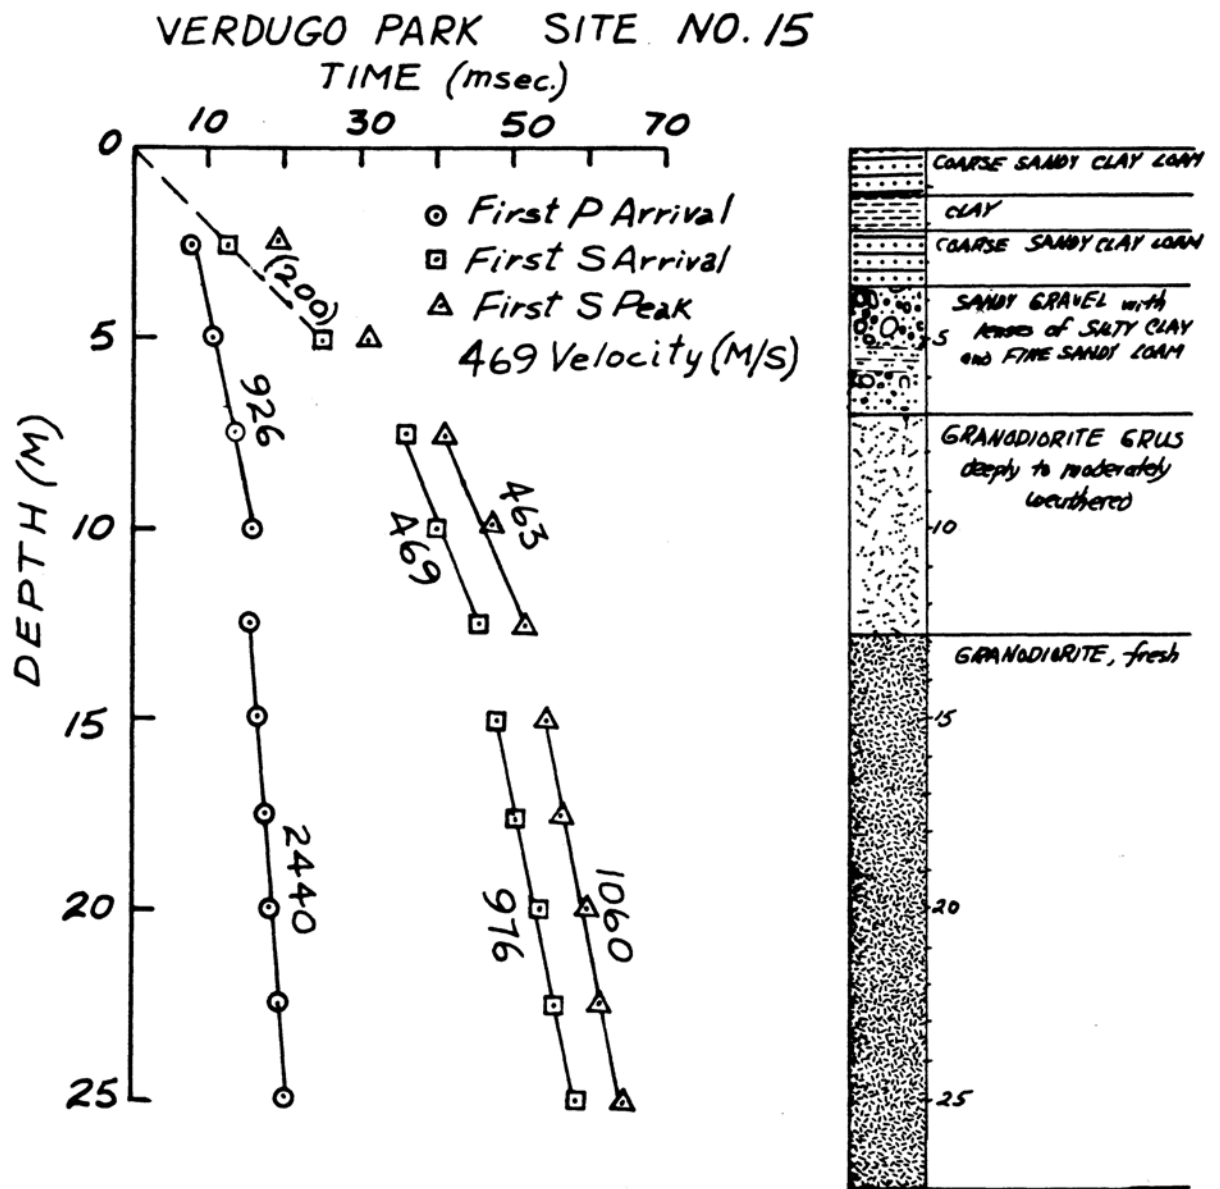 VERDUGO PARK SITE NO. 15
TIME (msec.)
10 30 50 70
0
First P Arrival
First S Arrival
First S Peak
469 Velocity (M/S)
(200)
5
926
DEPTH (M)
463
469
10
15
2440
976
1060
20
25
COARSE SANDY CLAY LOAM
CLAY
COARSE SANDY CLAY LOAM
SANDY GRAVEL with
lenses of SILTY CLAY
and FINE SANDY LOAM
5
GRANODIORITE GRUS
deeply to moderately
weathered
10
GRANODIORITE, fresh
15
20
25